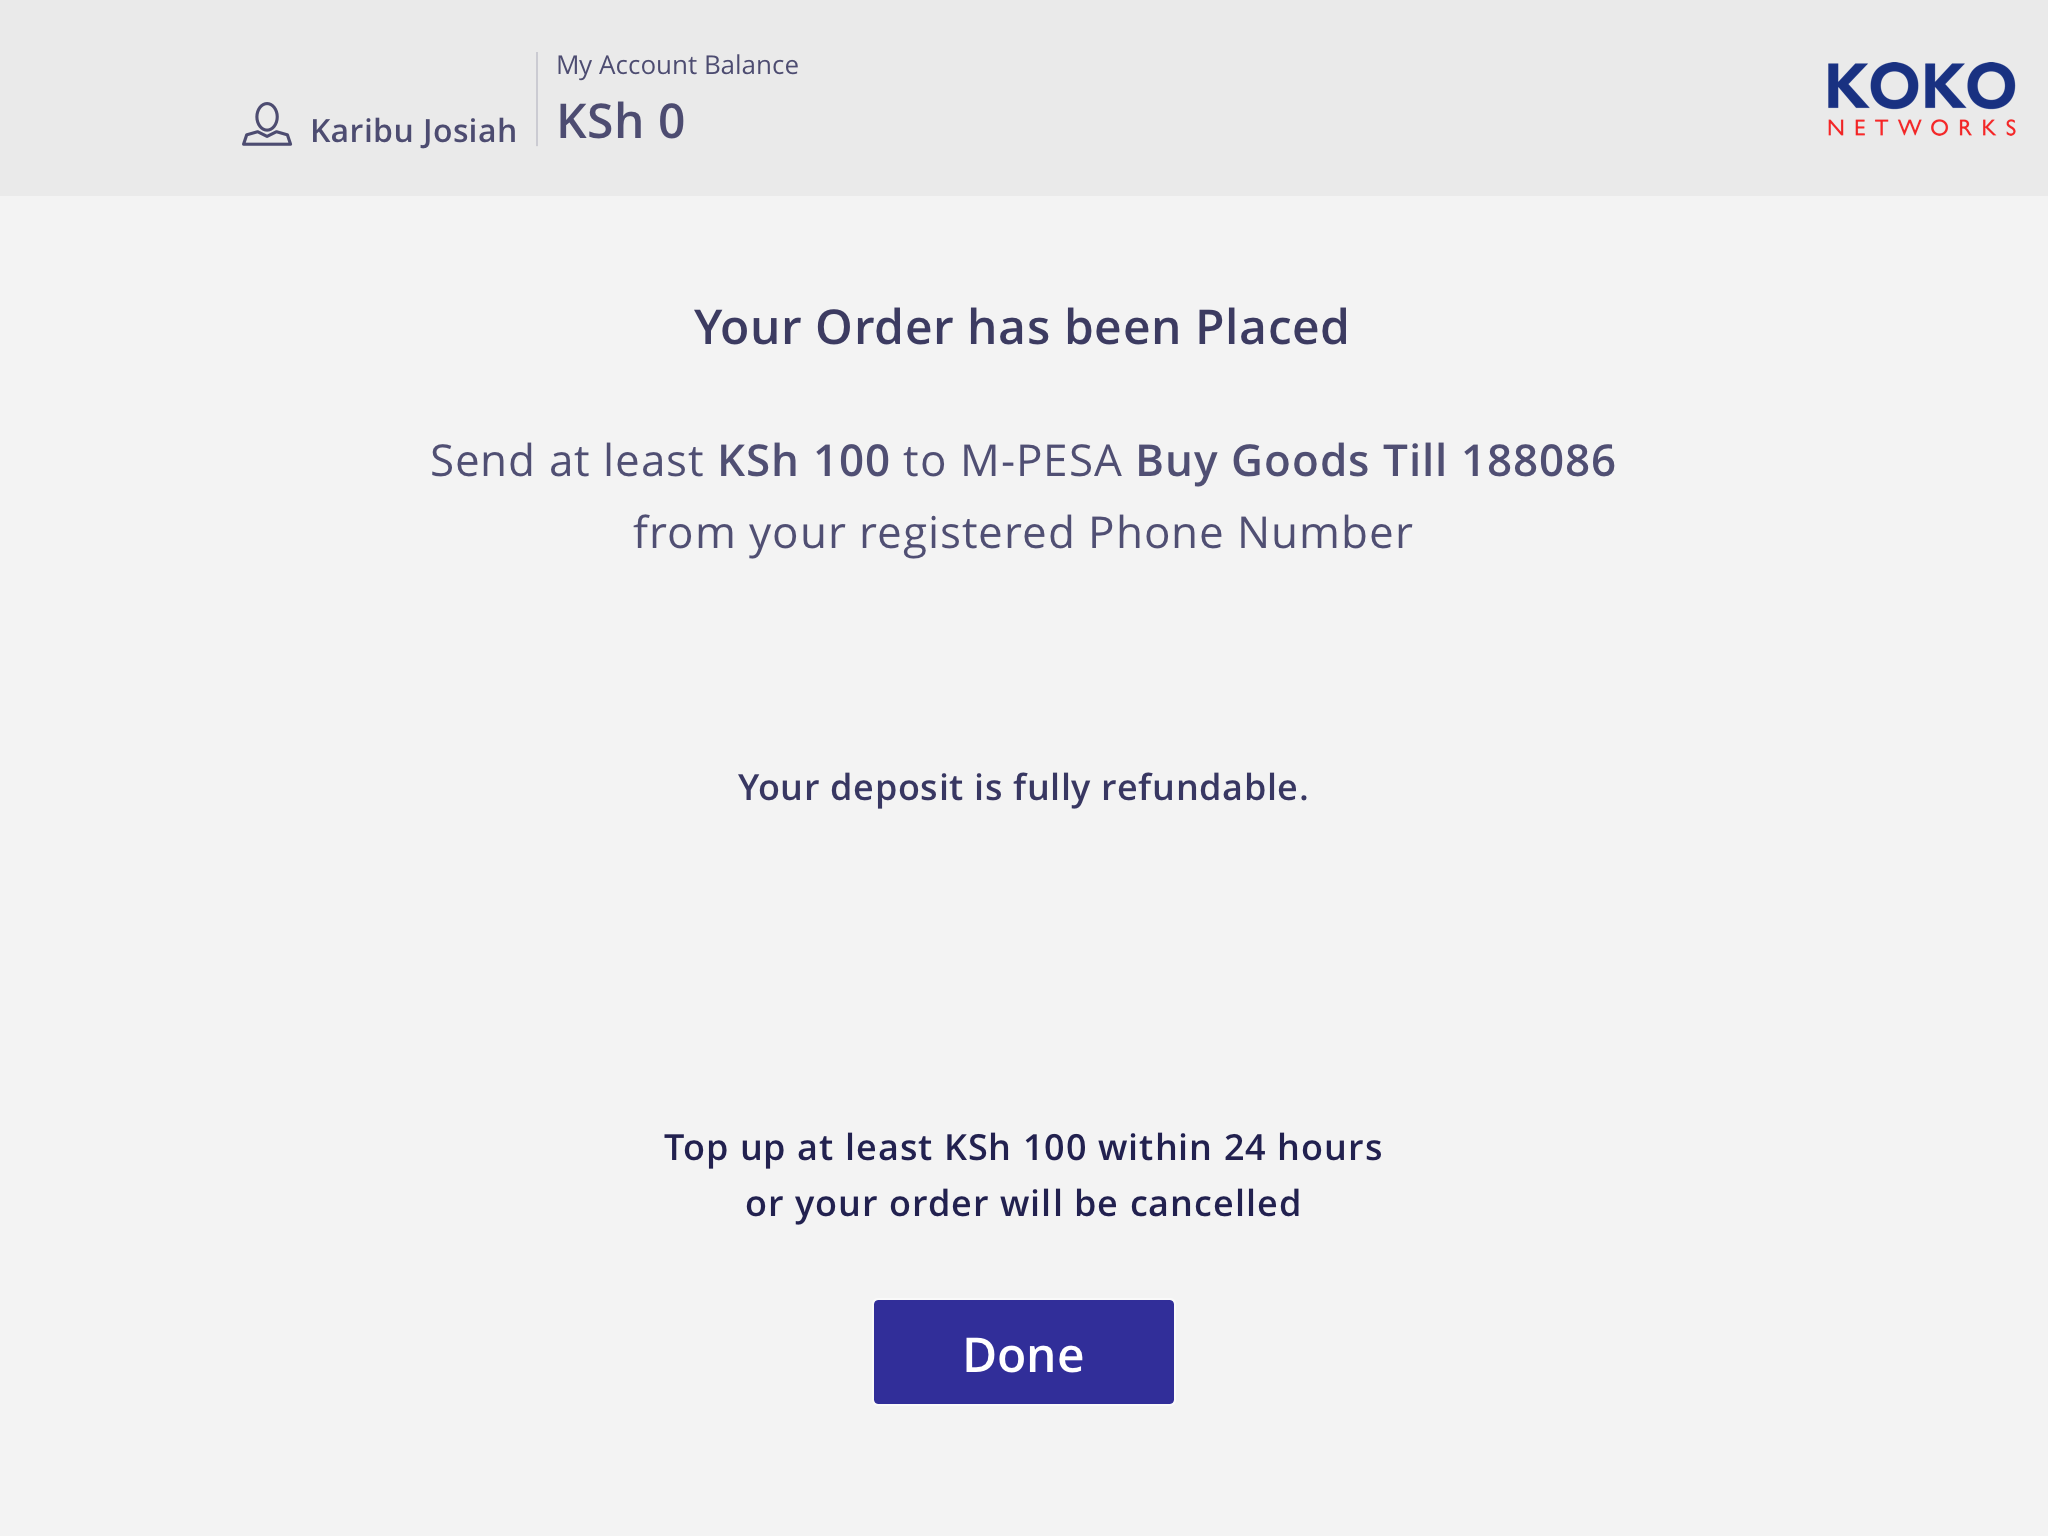 Karibu Josiah
My Account Balance
KSh 0
KOKO
NETWORKS
Your Order has been Placed
Send at least KSh 100 to M-PESA Buy Goods Till 188086
from your registered Phone Number
Your deposit is fully refundable.
Top up at least KSh 100 within 24 hours
or your order will be cancelled
Done